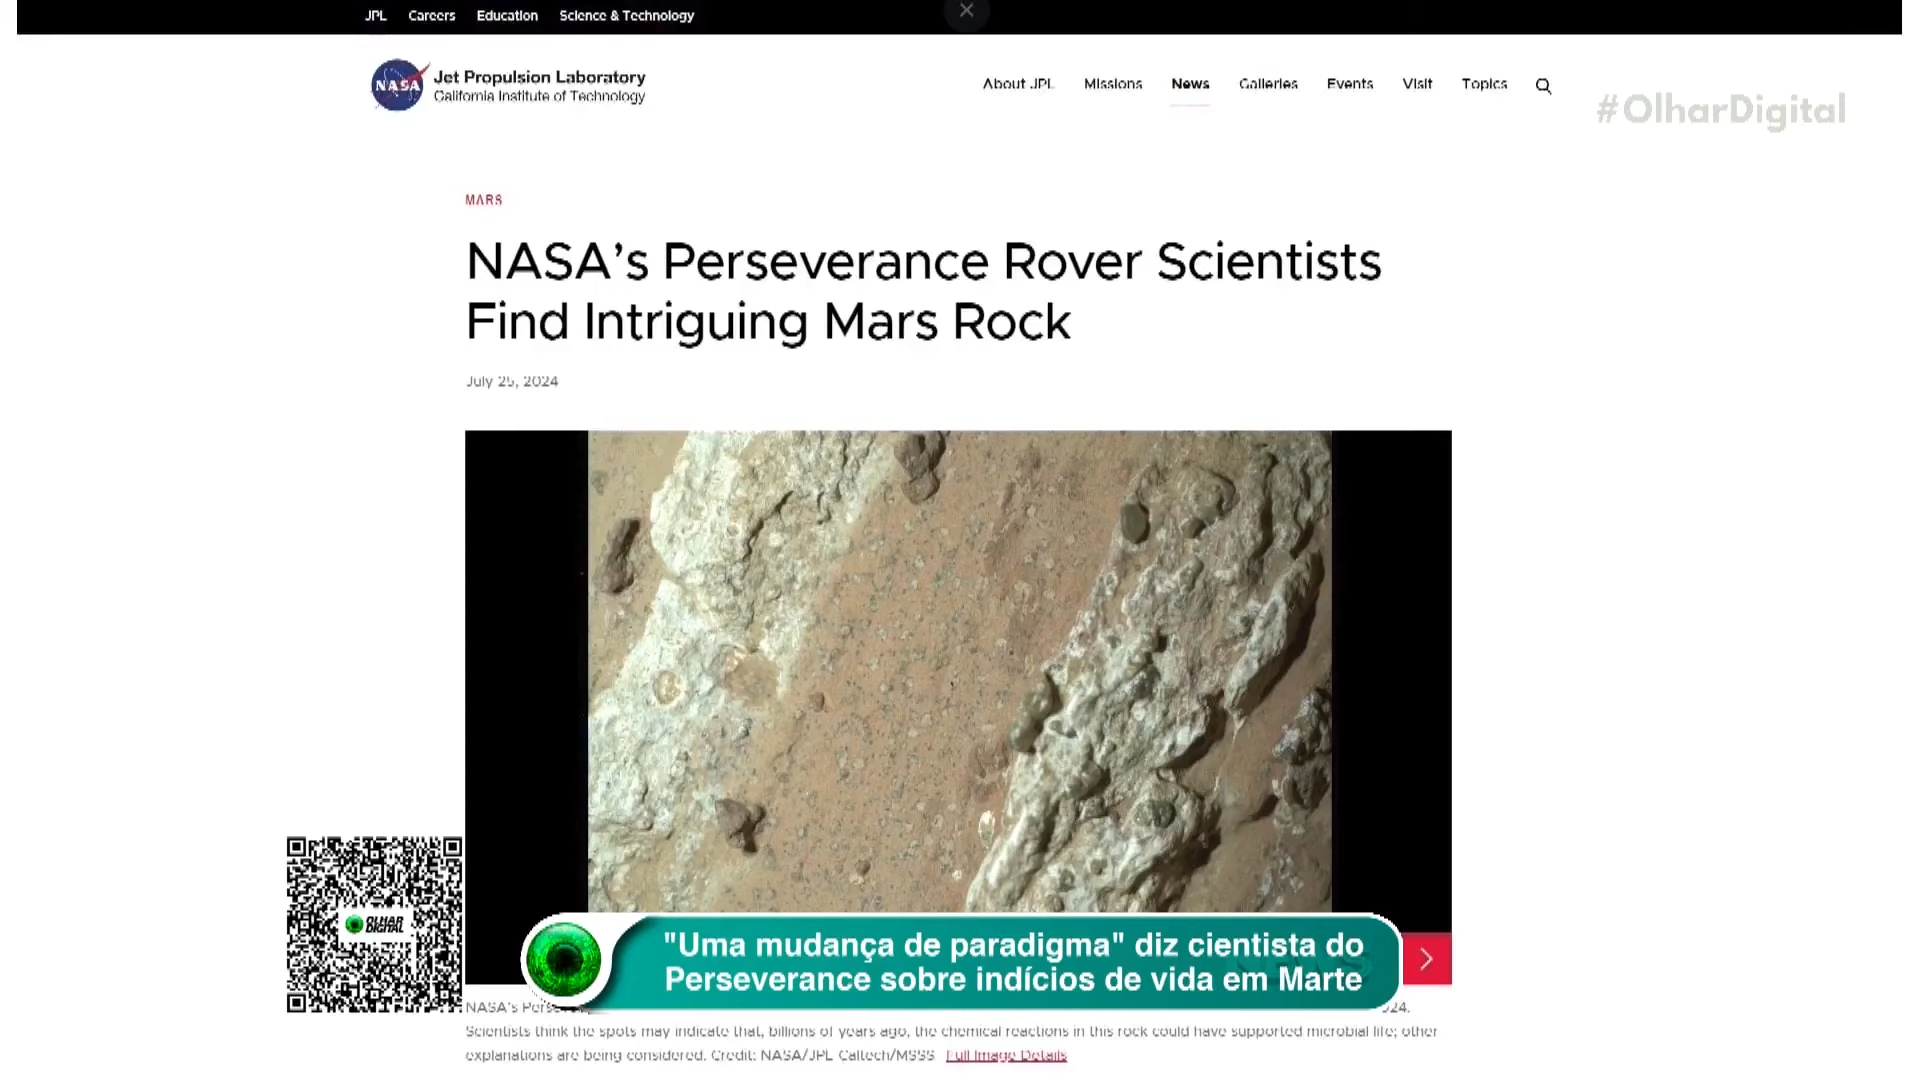 JPL Careers Education Science & Technology
NASA Jet Propulsion Laboratory
California Institute of Technology
About JPL Missions News Galleries Events Visit Topics
#OlharDigital
MARS
NASA's Perseverance Rover Scientists
Find Intriguing Mars Rock
July 25, 2024
OLHAR
DIGITAL
"Uma mudança de paradigma" diz cientista do
Perseverance sobre indícios de vida em Marte
NASA's
Scientists think the spots may indicate that, billions of years ago, the chemical reactions in this rock could have supported microbial life; other
explanations are being considered. Credit: NASA/JPL-Caltech/MSSS Full Image Details